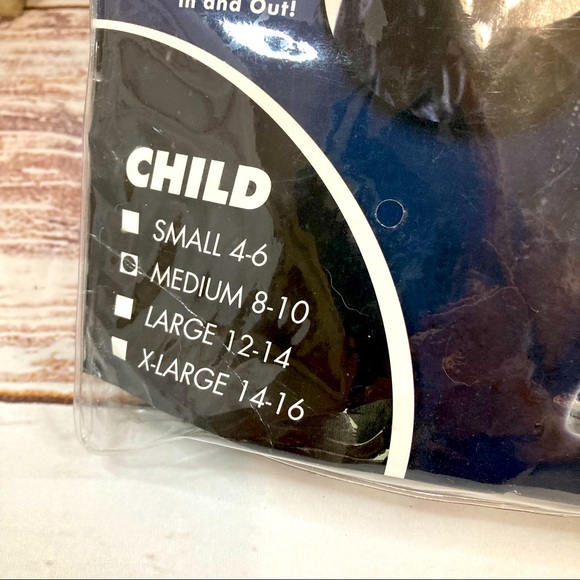 In and Out!
CHILD
SMALL 4-6
MEDIUM 8-10
LARGE 12-14
X-LARGE 14-16